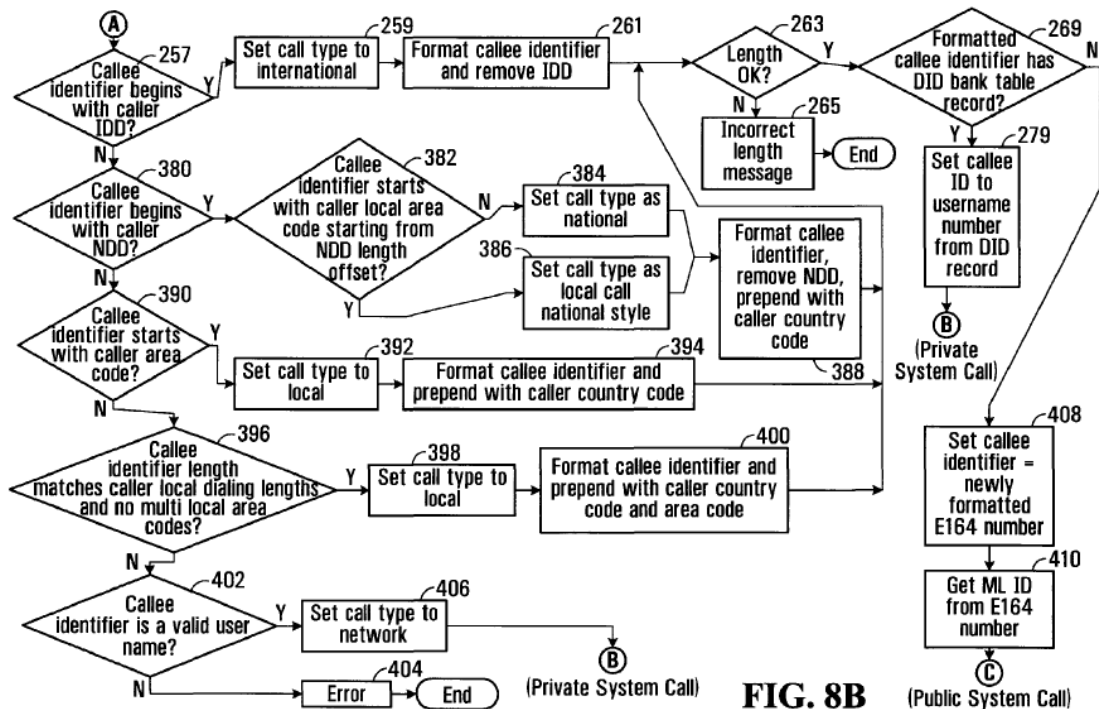 A
257
Callee
identifier begins
with caller
IDD?
Y
N
259
Set call type to
international
261
Format callee identifier
and remove IDD
263
Length
OK?
Y
N
265
Incorrect
length
message
End
269
Formatted
callee identifier has
DID bank table
record?
N
Y
279
Set callee
ID to
username
number
from DID
record
B
(Private
System Call)
380
Callee
identifier begins
with caller
NDD?
Y
N
382
Callee
identifier starts
with caller local area
code starting from
NDD length
offset?
N
Y
384
Set call type as
national
386
Set call type as
local call
national style
Format callee
identifier,
remove NDD,
prepend with
caller country
code
388
390
Callee
identifier starts
with caller area
code?
Y
N
392
Set call type to
local
394
Format callee identifier and
prepend with caller country code
396
Callee
identifier length
matches caller local dialing lengths
and no multi local area
codes?
Y
N
398
Set call type to
local
400
Format callee identifier and
prepend with caller country
code and area code
402
Callee
identifier is a valid user
name?
Y
N
406
Set call type to
network
B
(Private System Call)
404
Error
End
408
Set callee
identifier =
newly
formatted
E164 number
410
Get ML ID
from E164
number
C
(Public System Call)
FIG. 8B